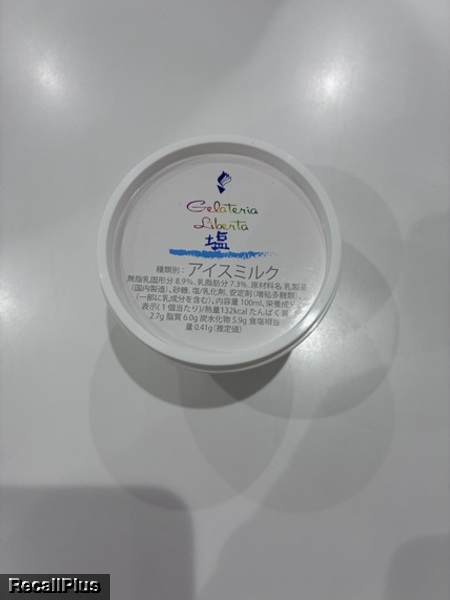 Gelateria
Liberta
塩
種類別：アイスミルク
無脂乳固形分 8.9%、乳脂肪分 7.3%、原材料名 乳製品
(国内製造)、砂糖、塩/乳化剤、安定剤(増粘多糖類)、
(一部に乳成分を含む)、内容量 100ml、栄養成分
表示(1個当たり)/熱量132kcal たんぱく質
2.7g 脂質 6.0g 炭水化物 5.9g 食塩相当
量 0.41g (推定値)
RecallPlus